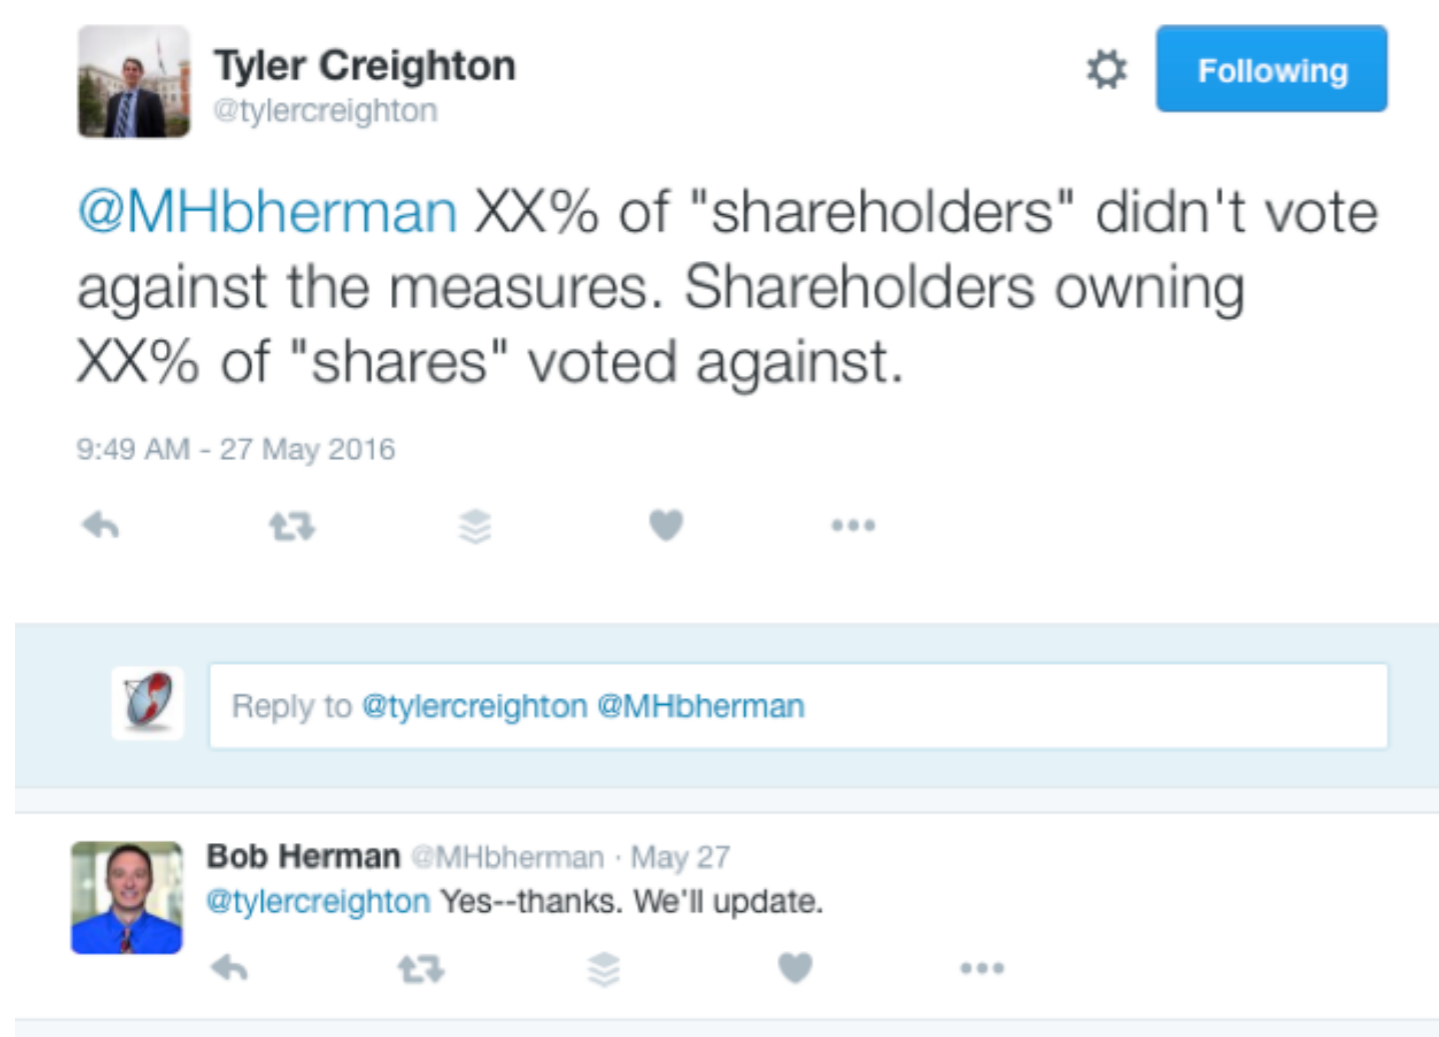 Tyler Creighton
@tylercreighton
Following
@MHbherman XX% of "shareholders" didn't vote
against the measures. Shareholders owning
XX% of "shares" voted against.
9:49 AM - 27 May 2016
Reply to @tylercreighton @MHbherman
Bob Herman @MHbherman · May 27
@tylercreighton Yes--thanks. We'll update.